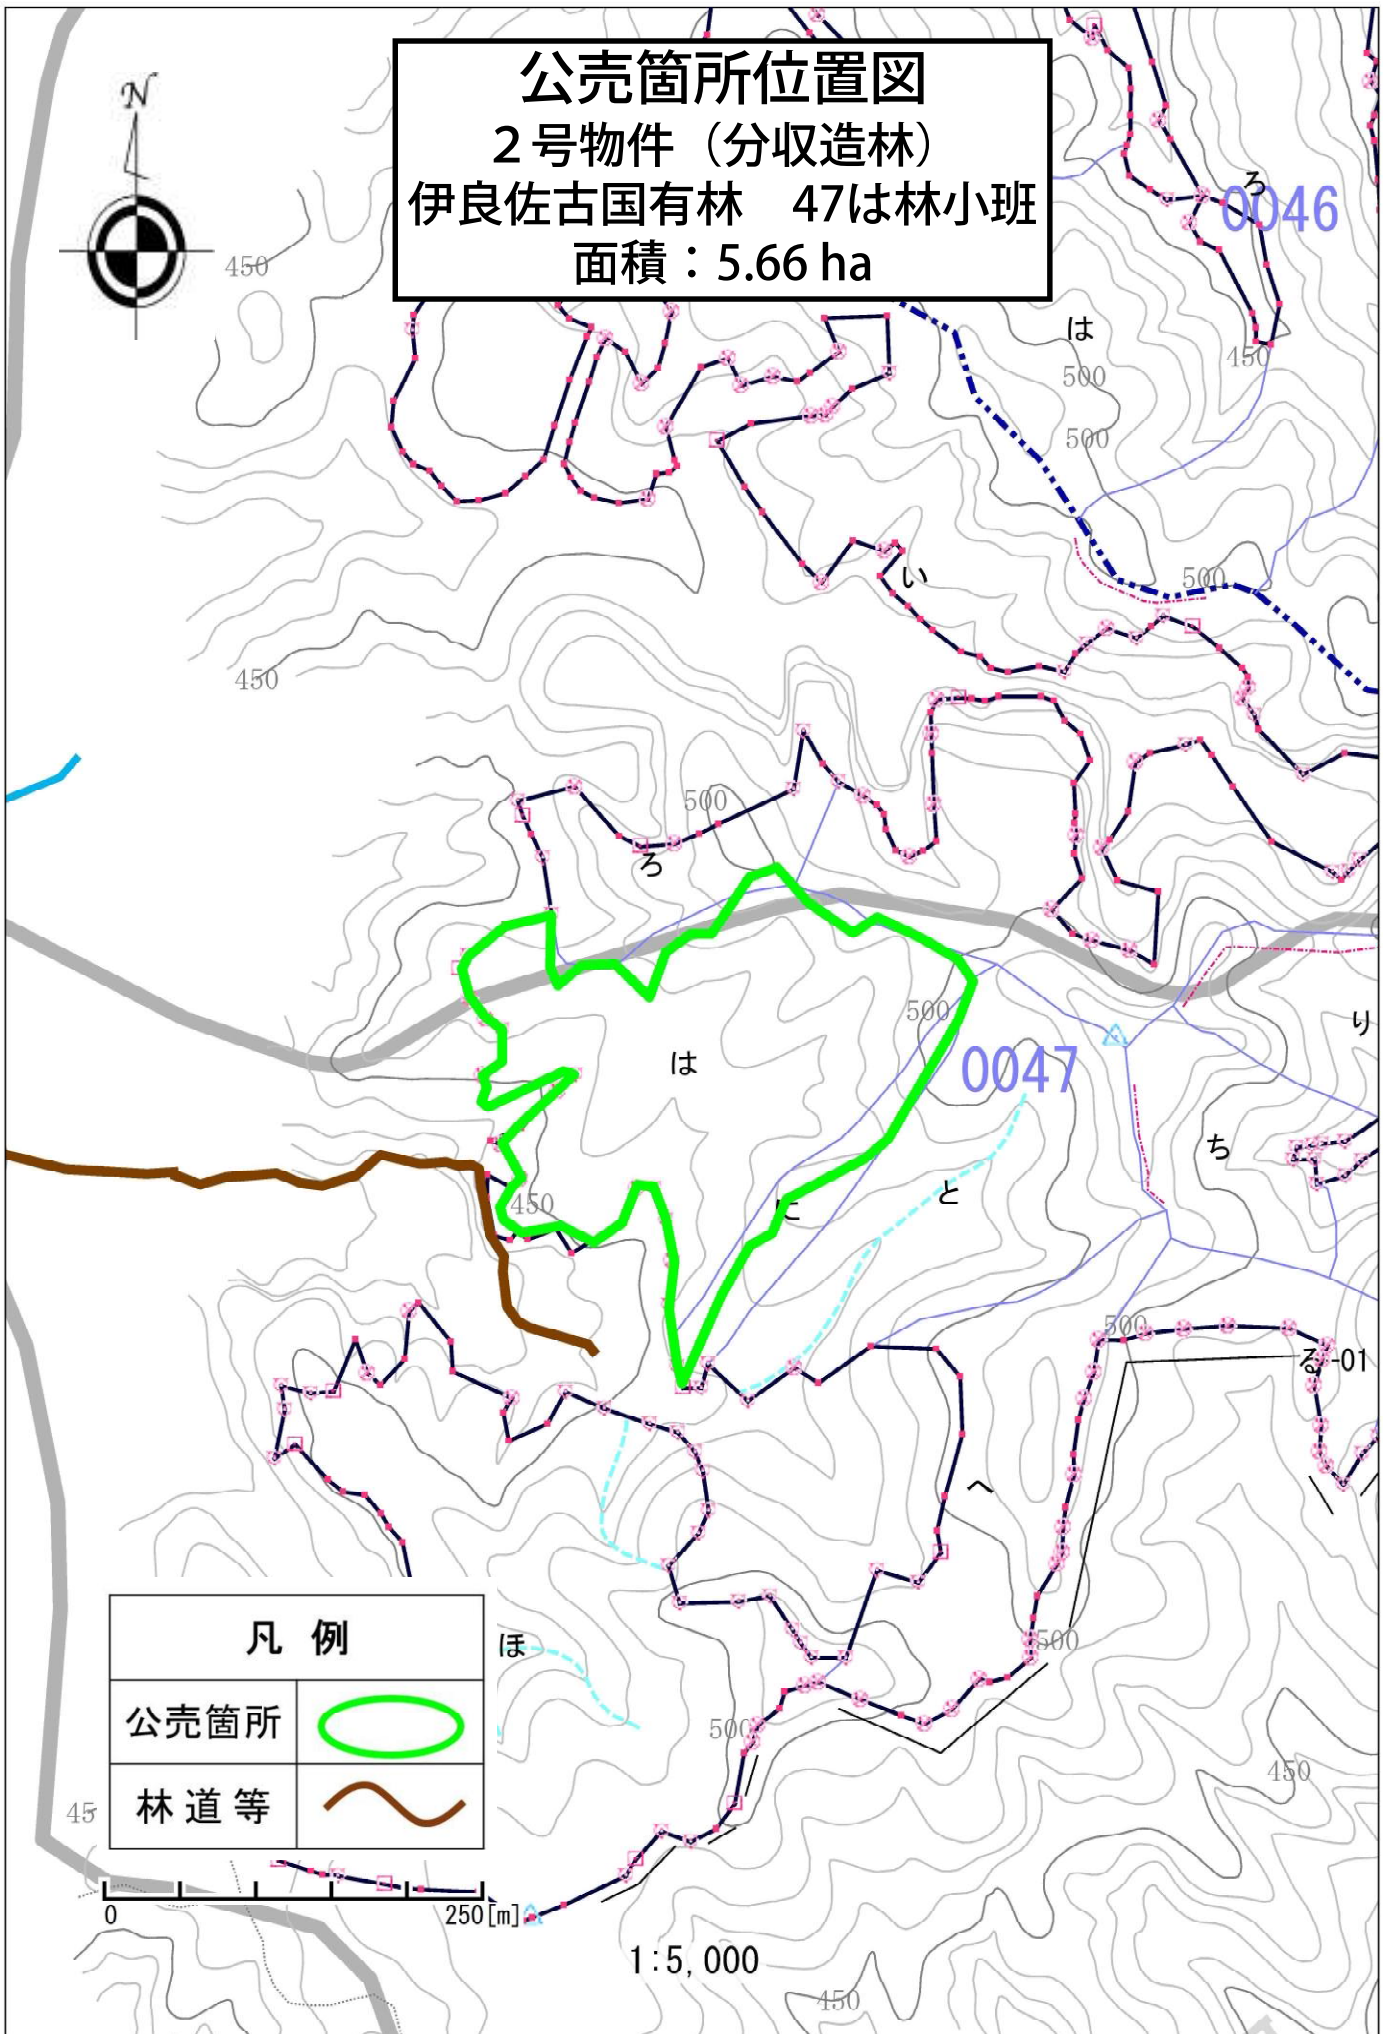 公売箇所位置図
2号物件（分収造林）
伊良佐古国有林　47は林小班
面積：5.66 ha
N
ろ
0046
450
は
450
500
500
い
500
450
500
ろ
500
り
は
0047
ち
と
450
に
500
る-01
へ
500
ほ
500
450
45
凡 例
公売箇所
林道等
0
250[m]
1:5,000
450